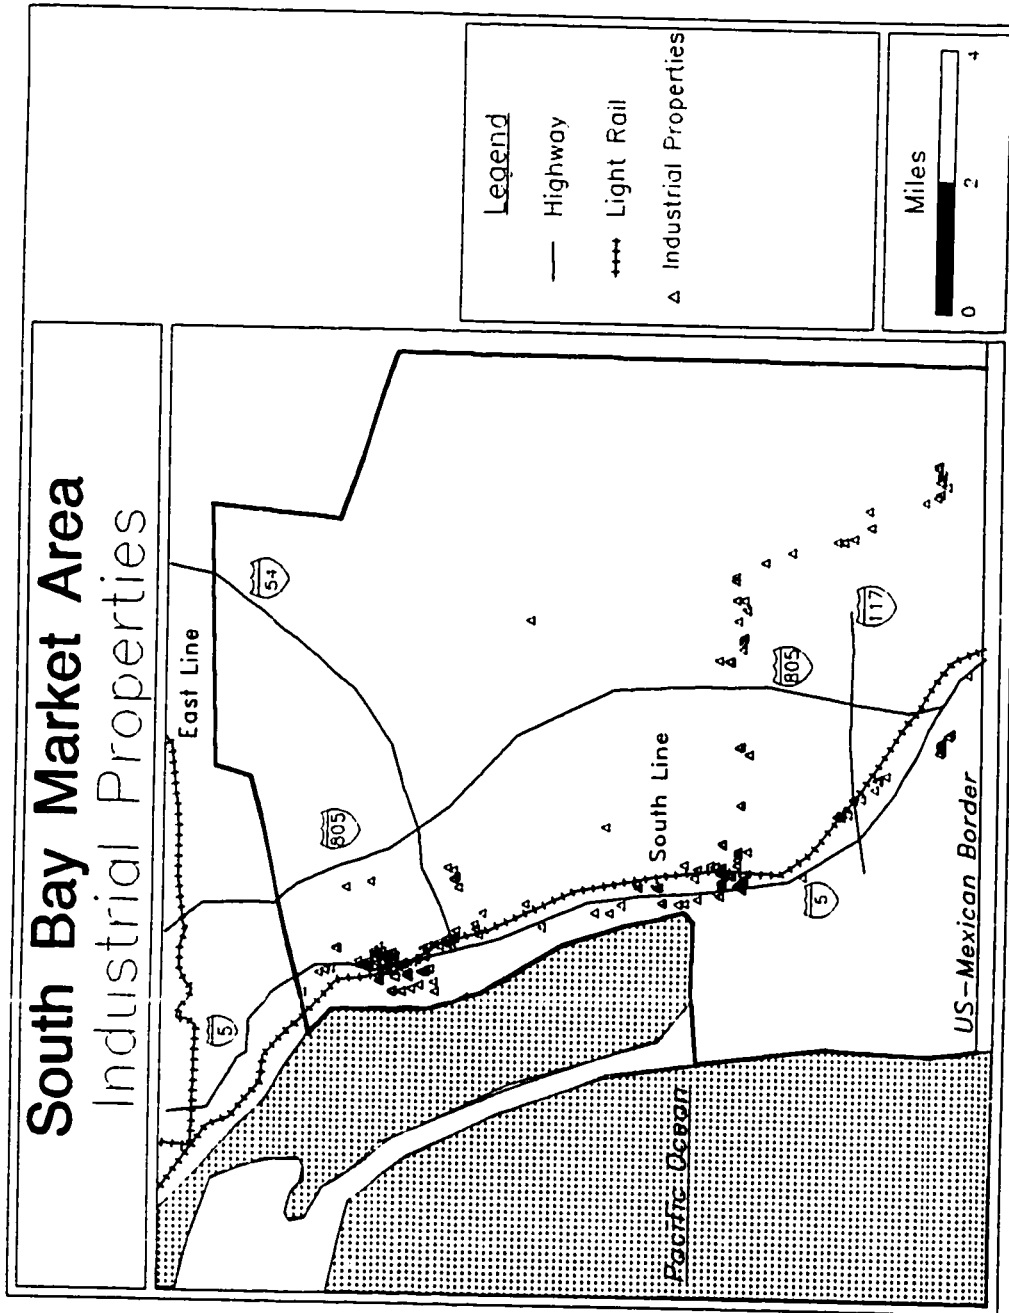 South Bay Market Area
Industrial Properties
East Line
54
805
5
South Line
805
117
5
US-Mexican Border
Pacific Ocean
Legend
Highway
Light Rail
Industrial Properties
Miles
0 2 4